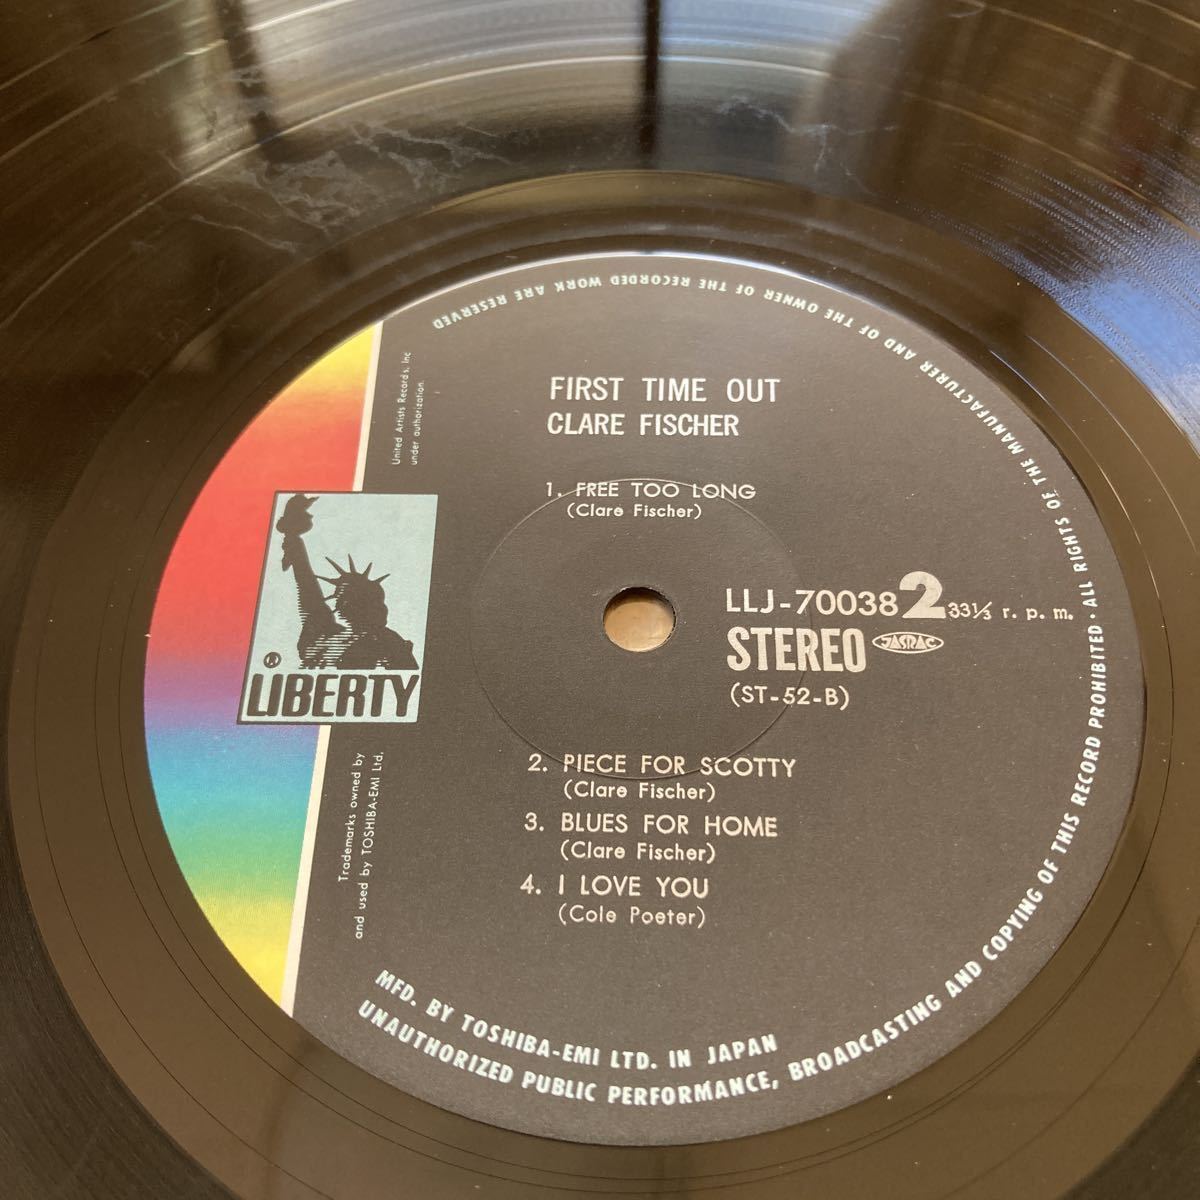 FIRST TIME OUT
CLARE FISCHER
1. FREE TOO LONG
(Clare Fischer)
LLJ-70038 2 33⅓ r. p. m.
STEREO JASRAC
(ST-52-B)
2. PIECE FOR SCOTTY
(Clare Fischer)
3. BLUES FOR HOME
(Clare Fischer)
4. I LOVE YOU
(Cole Poeter)
® LIBERTY
United Artists Records, Inc
under authorization.
Trademarks owned by
and used by TOSHIBA-EMI Ltd.
MFD. BY TOSHIBA-EMI LTD. IN JAPAN
UNAUTHORIZED PUBLIC PERFORMANCE, BROADCASTING AND COPYING OF THIS RECORD PROHIBITED · ALL RIGHTS OF THE MANUFACTURER AND OF THE OWNER OF THE RECORDED WORK ARE RESERVED